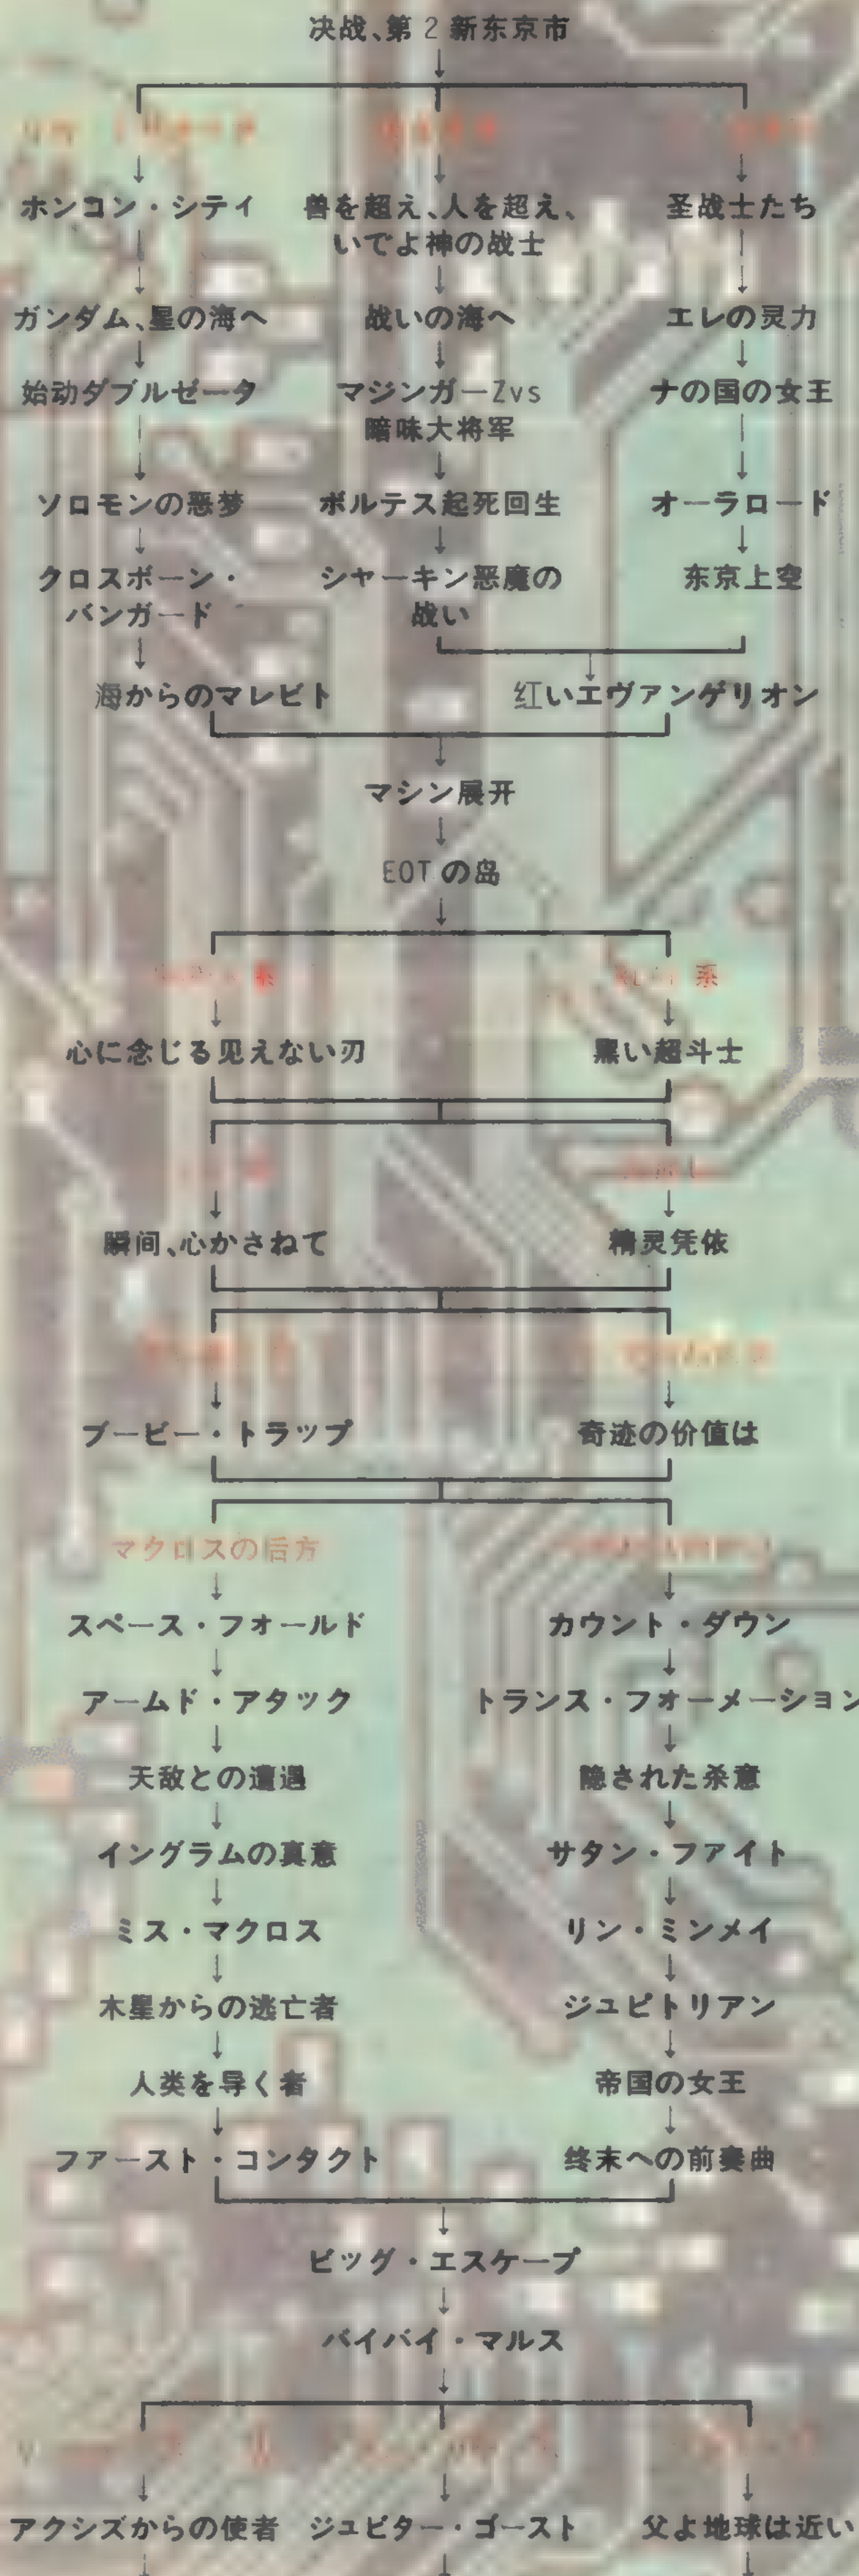 决战、第2新东京市
ホンコン・シティ
兽を超え、人を超え、
いでよ神の战士
圣战士たち
ガンダム、星の海へ
战いの海へ
エレの灵力
始动ダブルゼータ
マジンガーZvs
暗味大将军
ナの国の女王
ソロモンの恶梦
ボルテス起死回生
オーラロード
クロスボーン・
バンガード
シャーキン恶魔の
战い
东京上空
海からのマレビト
红いエヴァンゲリオン
マシン展开
EOTの岛
系
系
心に念じる见えない刃
黑い超斗士
瞬间、心かさねて
精灵凭依
ブービー・トラップ
奇迹の价值は
マクロスの后方
スペース・フォールド
カウント・ダウン
アームド・アタック
トランス・フォーメーション
天敌との遭遇
隐された杀意
イングラムの真意
サタン・ファイト
ミス・マクロス
リン・ミンメイ
木星からの逃亡者
ジュピトリアン
人类を导く者
帝国の女王
ファースト・コンタクト
终末への前奏曲
ビッグ・エスケープ
バイバイ・マルス
アクシズからの使者
ジュピター・ゴースト
父よ地球は近い